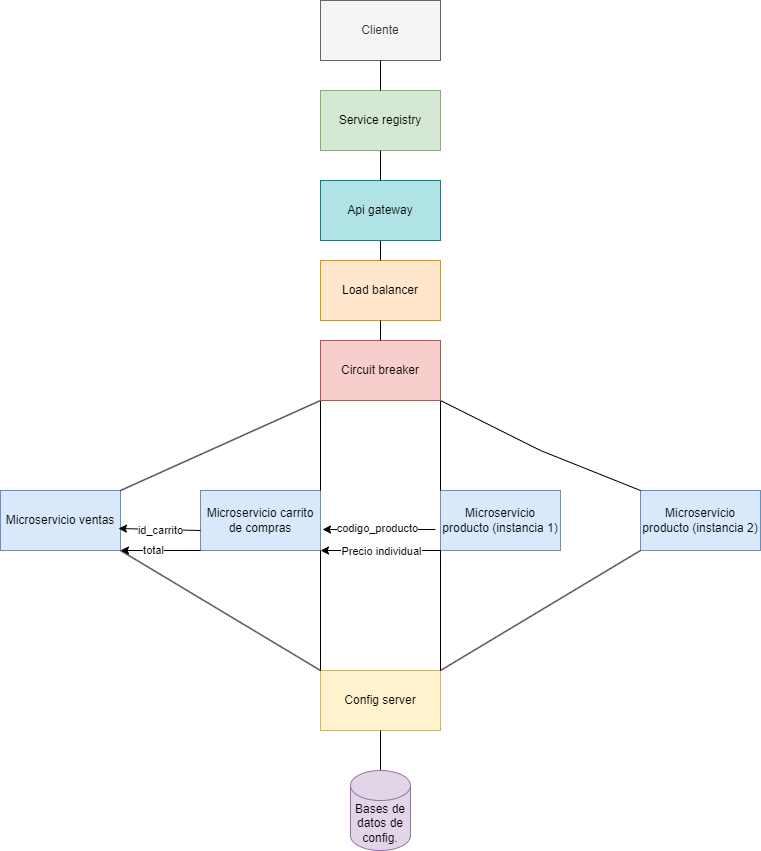 Cliente
Service registry
Api gateway
Load balancer
Circuit breaker
Microservicio ventas
id_carrito
total
Microservicio carrito
de compras
codigo_producto
Precio individual
Microservicio
producto (instancia 1)
Microservicio
producto (instancia 2)
Config server
Bases de
datos de
config.